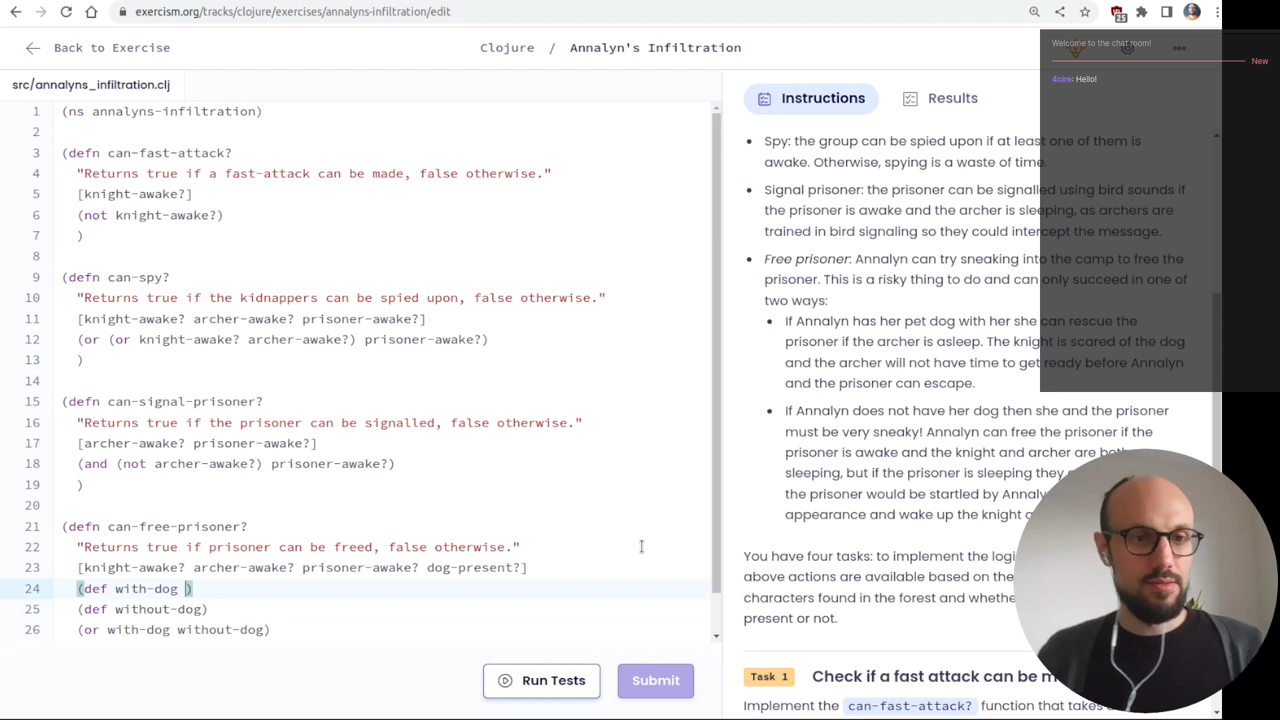 exercism.org/tracks/clojure/exercises/annalyns-infiltration/edit
25
Back to Exercise
Clojure / Annalyn's Infiltration
src/annalyns_infiltration.clj
1 (ns annalyns-infiltration)
2
3 (defn can-fast-attack?
4 "Returns true if a fast-attack can be made, false otherwise."
5 [knight-awake?]
6 (not knight-awake?)
7 )
8
9 (defn can-spy?
10 "Returns true if the kidnappers can be spied upon, false otherwise."
11 [knight-awake? archer-awake? prisoner-awake?]
12 (or (or knight-awake? archer-awake?) prisoner-awake?)
13 )
14
15 (defn can-signal-prisoner?
16 "Returns true if the prisoner can be signalled, false otherwise."
17 [archer-awake? prisoner-awake?]
18 (and (not archer-awake?) prisoner-awake?)
19 )
20
21 (defn can-free-prisoner?
22 "Returns true if prisoner can be freed, false otherwise."
23 [knight-awake? archer-awake? prisoner-awake? dog-present?]
24 (def with-dog )
25 (def without-dog)
26 (or with-dog without-dog)
Run Tests
Submit
Instructions
Results
Spy: the group can be spied upon if at least one of them is
awake. Otherwise, spying is a waste of time.
Signal prisoner: the prisoner can be signalled using bird sounds if
the prisoner is awake and the archer is sleeping, as archers are
trained in bird signaling so they could intercept the message.
Free prisoner: Annalyn can try sneaking into the camp to free the
prisoner. This is a risky thing to do and can only succeed in one of
two ways:
If Annalyn has her pet dog with her she can rescue the
prisoner if the archer is asleep. The knight is scared of the dog
and the archer will not have time to get ready before Annalyn
and the prisoner can escape.
If Annalyn does not have her dog then she and the prisoner
must be very sneaky! Annalyn can free the prisoner if the
prisoner is awake and the knight and archer are both
sleeping, but if the prisoner is sleeping they
the prisoner would be startled by Annaly
appearance and wake up the knight
You have four tasks: to implement the logi
above actions are available based on the
characters found in the forest and whethe
present or not.
Task 1 Check if a fast attack can be m
Implement the can-fast-attack? function that takes
Welcome to the chat room!
New
4cire: Hello!